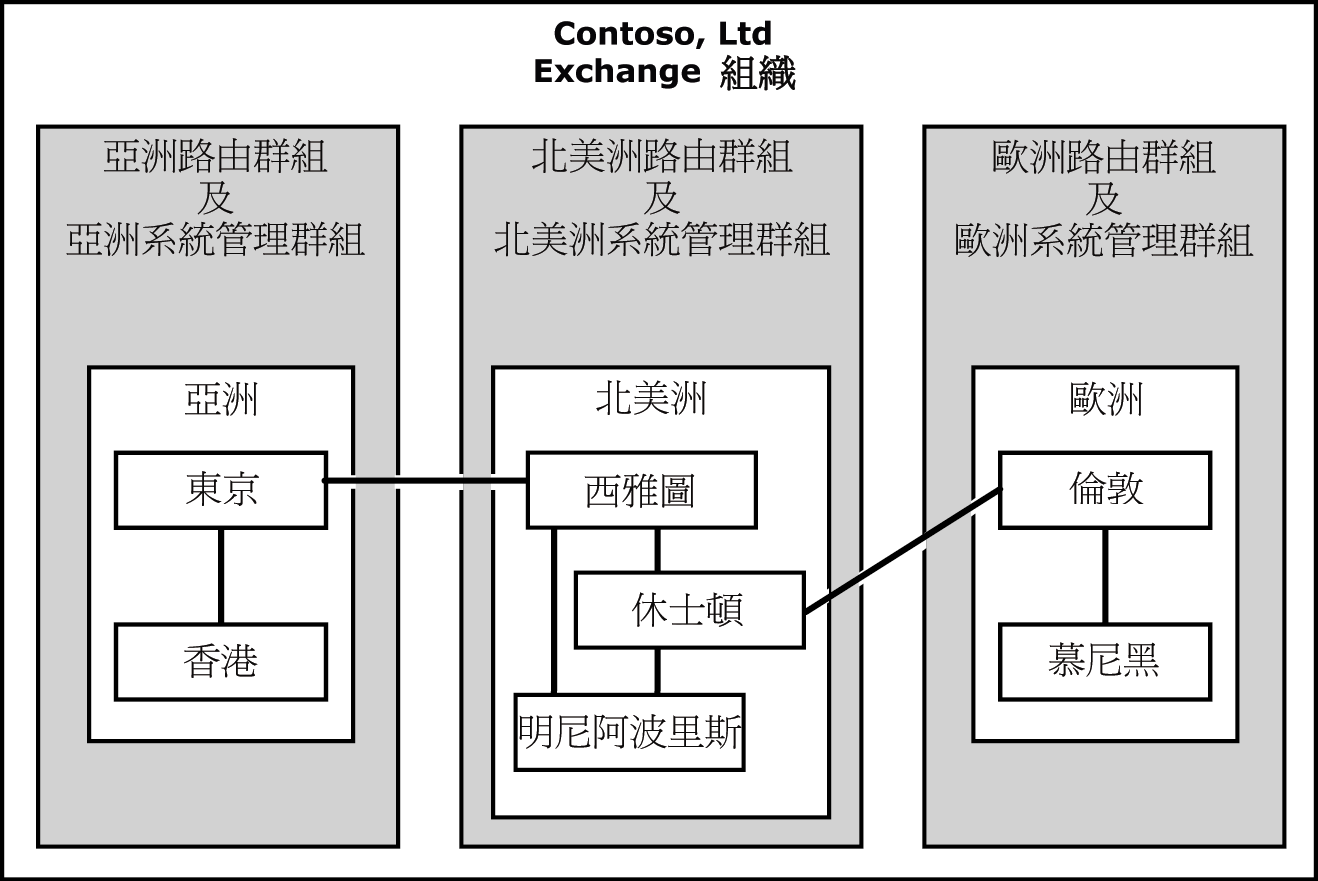 Contoso, Ltd
Exchange 組織
亞洲路由群組
及
亞洲系統管理群組
北美洲路由群組
及
北美洲系統管理群組
歐洲路由群組
及
歐洲系統管理群組
亞洲
東京
香港
北美洲
西雅圖
休士頓
明尼阿波里斯
歐洲
倫敦
慕尼黑